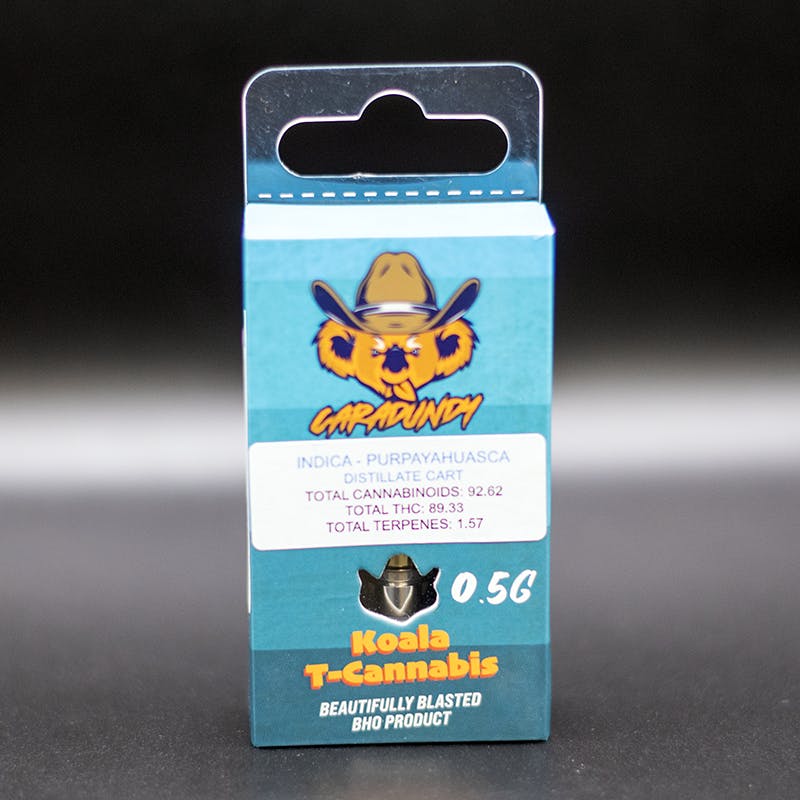 CARADUNDY
INDICA - PURPAYAHUASCA
DISTILLATE CART
TOTAL CANNABINOIDS: 92.62
TOTAL THC: 89.33
TOTAL TERPENES: 1.57
0.5G
Koala
T-Cannabis
BEAUTIFULLY BLASTED
BHO PRODUCT